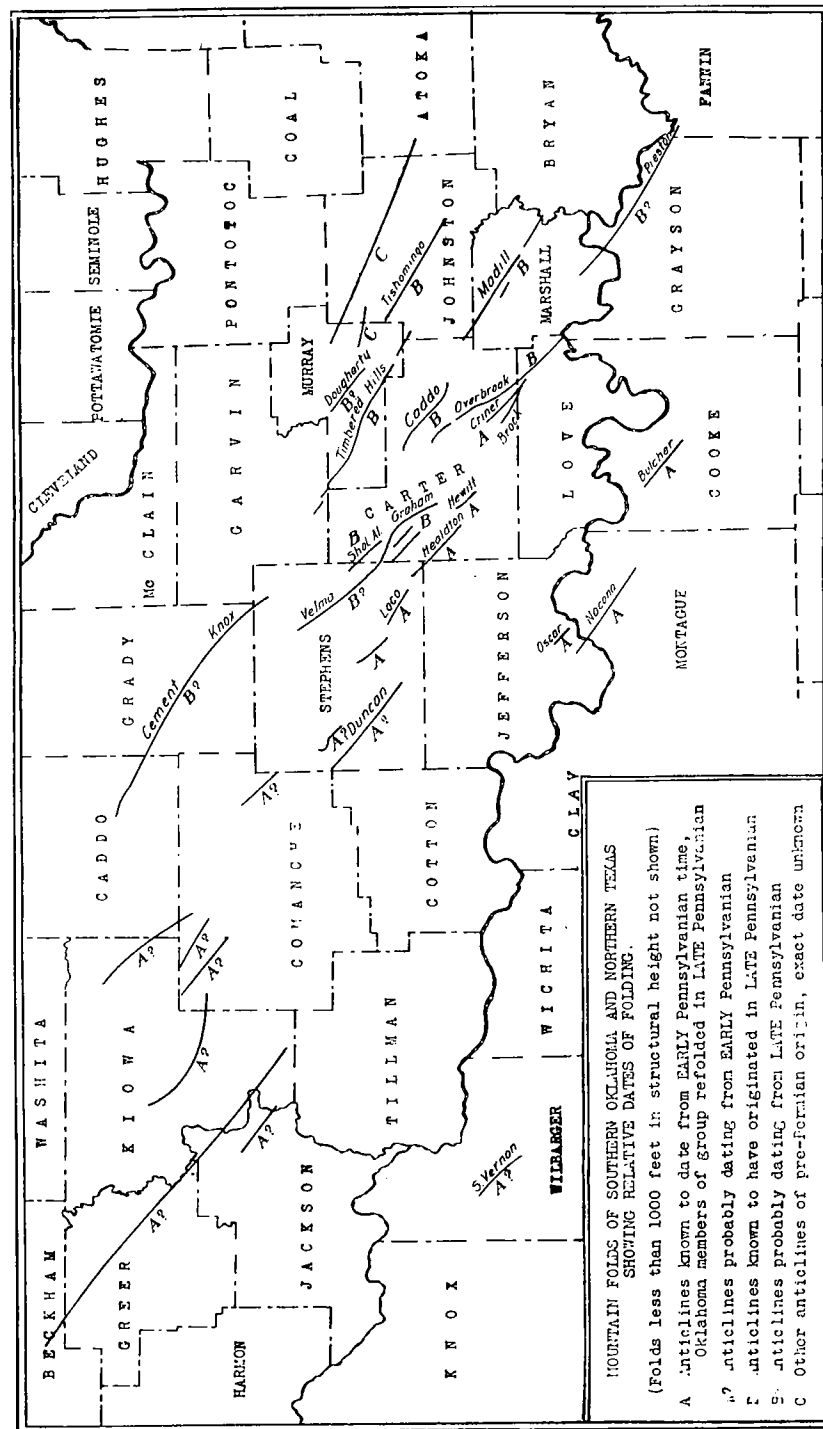 HUGHES
SEMINOLE
POTTAWATOMIE
CLEVELAND
Mc CLAIN
GRADY
CADDO
WASHITA
BECKHAM
COAL
ATOKA
PONTOTOC
GARVIN
MURRAY
JOHNSTON
BRYAN
FANNIN
MARSHALL
CARTER
LOVE
STEPHENS
JEFFERSON
COMANCHE
COTTON
KIOWA
TILLMAN
GREER
JACKSON
HARMON
GRAYSON
COOKE
MONTAGUE
CLAY
WICHITA
WILBARGER
KNOX
C
Tishomingo
B
Madill
B
Preston
B?
C
Dougherty
B?
Timbered Hills
B
Caddo
B
Overbrook
B
Criner
A
Brock
Bulcher
A
B
Shol Al.
Graham
B
Hewitt
A
Healdton
A
Velma
B?
Loco
A
A
A?
Duncan
A?
Oscar
A
Nocona
A
Knox
Cement
B?
A?
A?
A?
A?
A?
A?
A?
S. Vernon
A?
MOUNTAIN FOLDS OF SOUTHERN OKLAHOMA AND NORTHERN TEXAS
SHOWING RELATIVE DATES OF FOLDING.
(Folds less than 1000 feet in structural height not shown)
A Anticlines known to date from EARLY Pennsylvanian time,
Oklahoma members of group refolded in LATE Pennsylvanian
A? Anticlines probably dating from EARLY Pennsylvanian
B Anticlines known to have originated in LATE Pennsylvanian
B? Anticlines probably dating from LATE Pennsylvanian
C Other anticlines of pre-Permian origin, exact date unknown